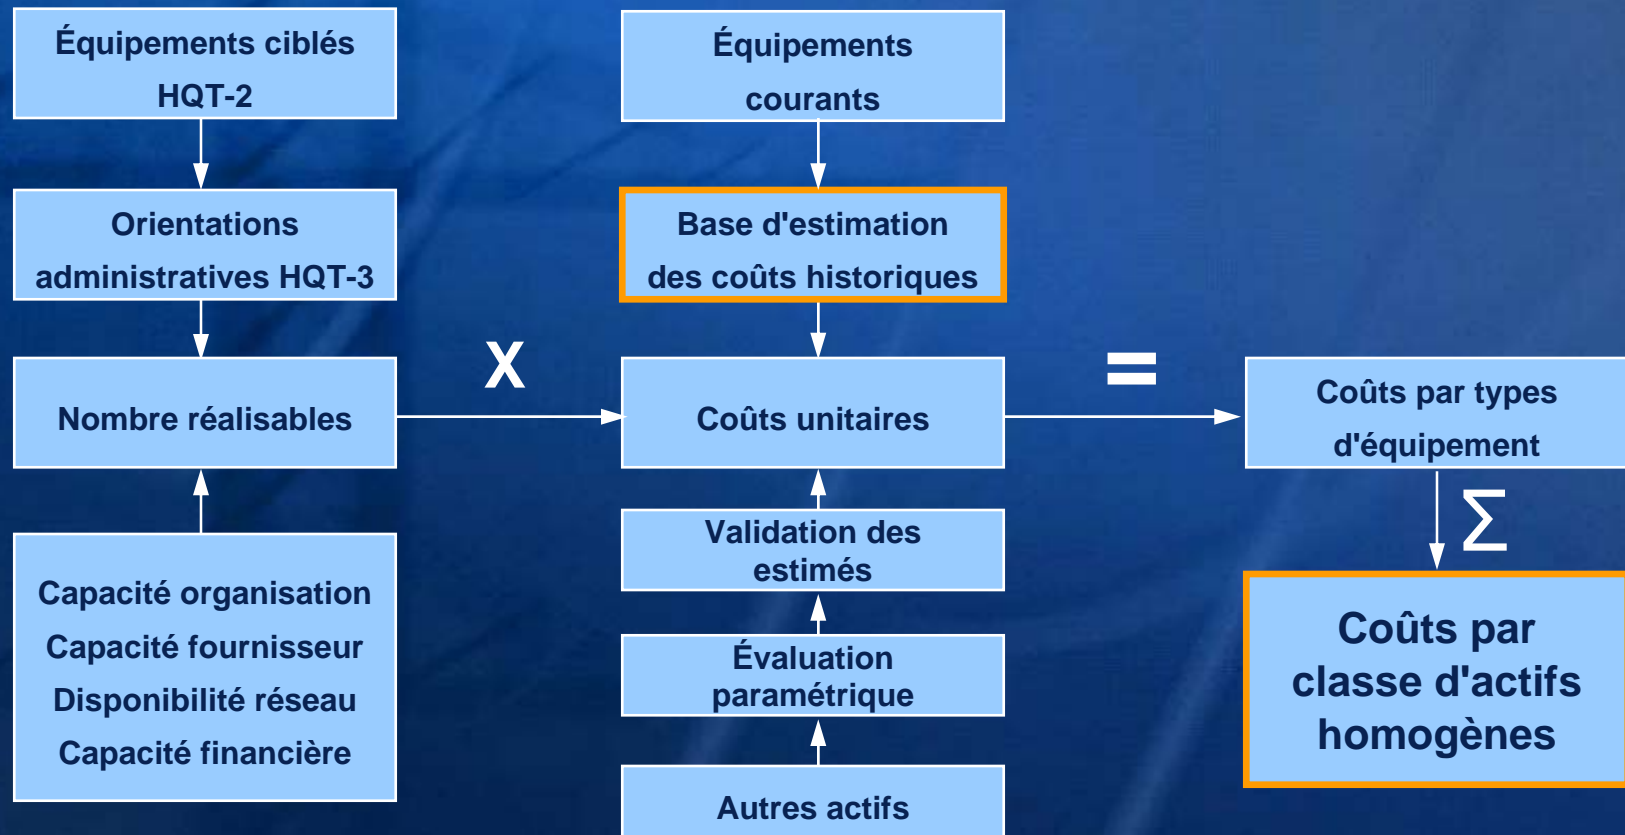 Équipements ciblés
HQT-2
Orientations
administratives HQT-3
Nombre réalisables
Capacité organisation
Capacité fournisseur
Disponibilité réseau
Capacité financière
X
Équipements
courants
Base d'estimation
des coûts historiques
Coûts unitaires
Validation des
estimés
Évaluation
paramétrique
Autres actifs
=
Coûts par types
d'équipement
Σ
Coûts par
classe d'actifs
homogènes